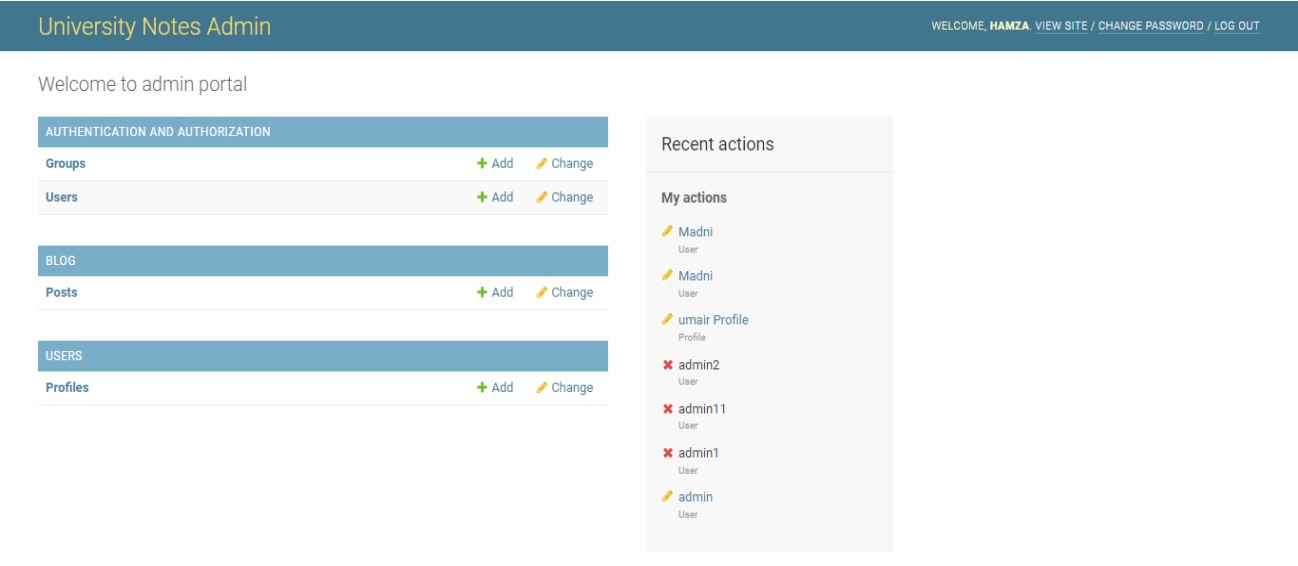 University Notes Admin
WELCOME, HAMZA. VIEW SITE / CHANGE PASSWORD / LOG OUT
Welcome to admin portal
AUTHENTICATION AND AUTHORIZATION
Groups Add Change
Users Add Change
BLOG
Posts Add Change
USERS
Profiles Add Change
Recent actions
My actions
Madni
User
Madni
User
umair Profile
Profile
admin2
User
admin11
User
admin1
User
admin
User